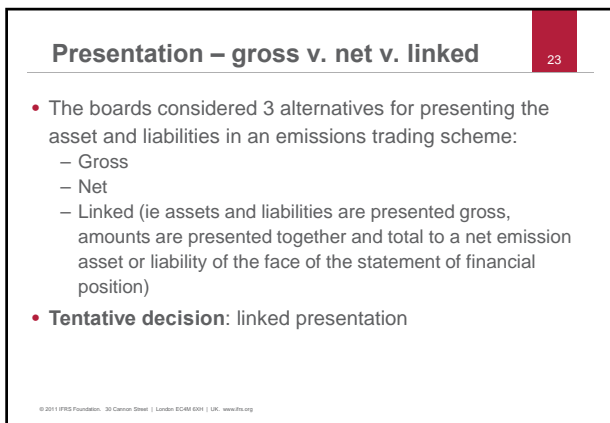 Presentation – gross v. net v. linked
23
• The boards considered 3 alternatives for presenting the
asset and liabilities in an emissions trading scheme:
– Gross
– Net
– Linked (ie assets and liabilities are presented gross,
amounts are presented together and total to a net emission
asset or liability of the face of the statement of financial
position)
• Tentative decision: linked presentation
© 2011 IFRS Foundation. 30 Cannon Street | London EC4M 6XH | UK. www.ifrs.org